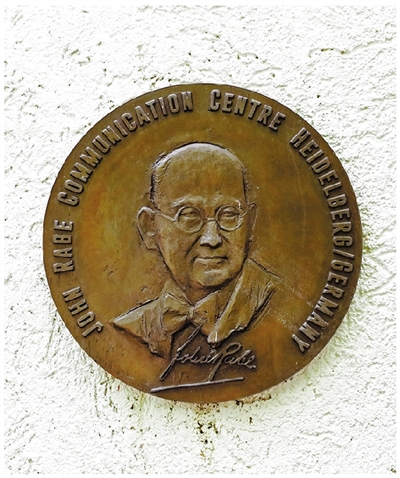 JOHN RABE COMMUNICATION CENTRE HEIDELBERG/GERMANY
John Rabe